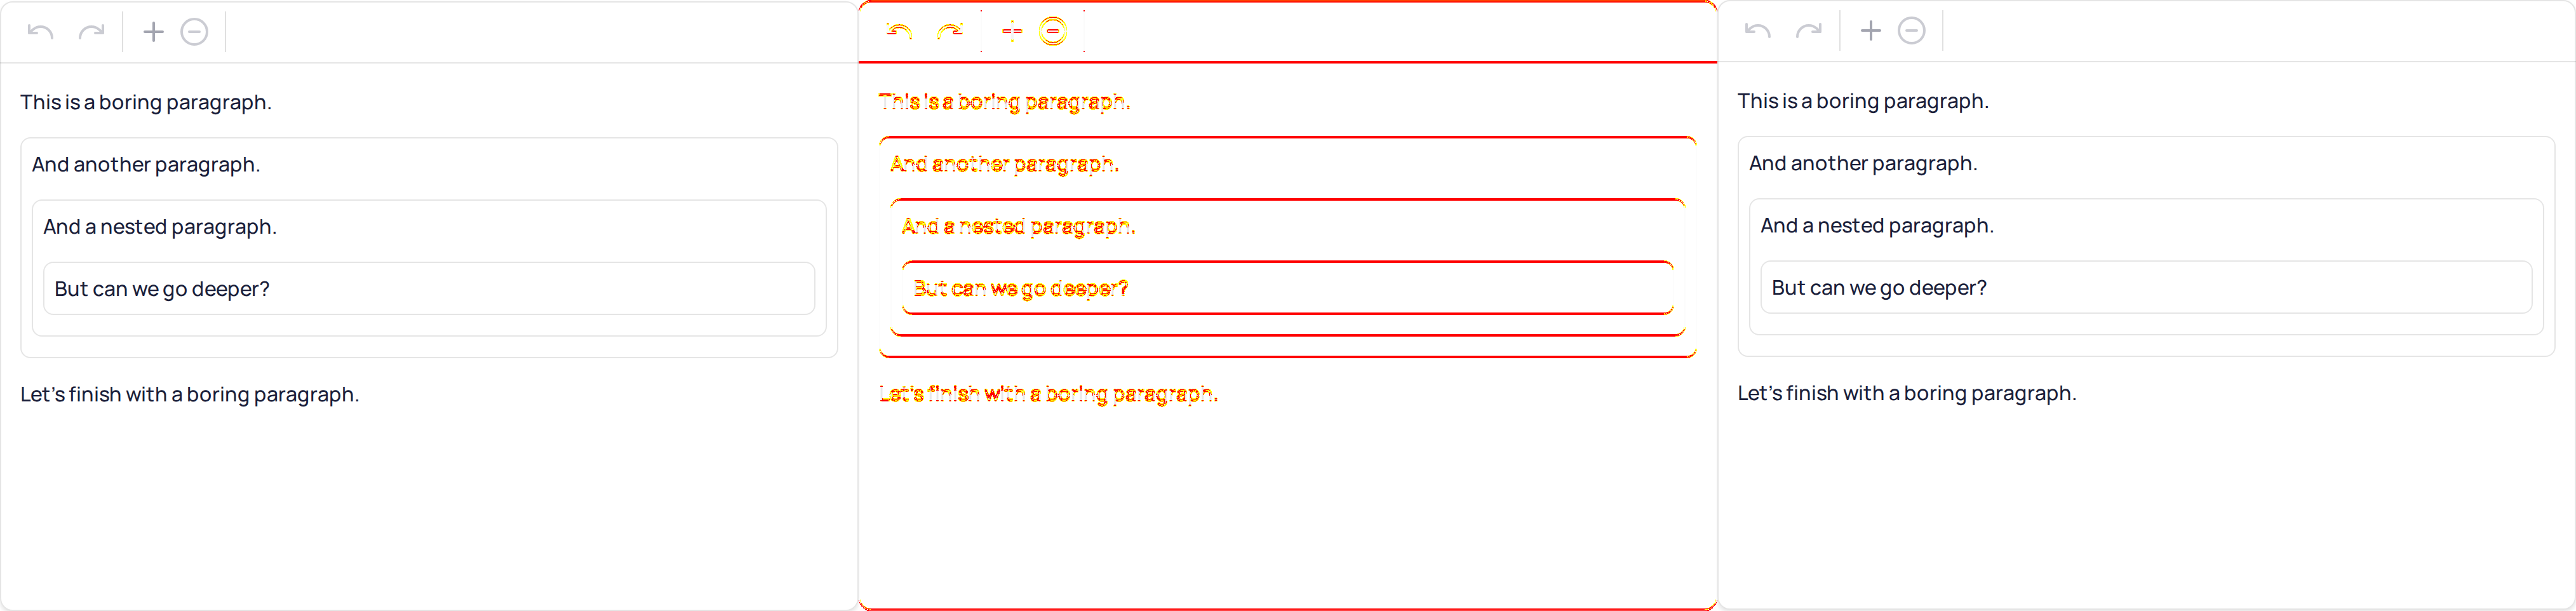 This is a boring paragraph.
And another paragraph.
And a nested paragraph.
But can we go deeper?
Let's finish with a boring paragraph.
This is a boring paragraph.
And another paragraph.
And a nested paragraph.
But can we go deeper?
Let's finish with a boring paragraph.
This is a boring paragraph.
And another paragraph.
And a nested paragraph.
But can we go deeper?
Let’s finish with a boring paragraph.